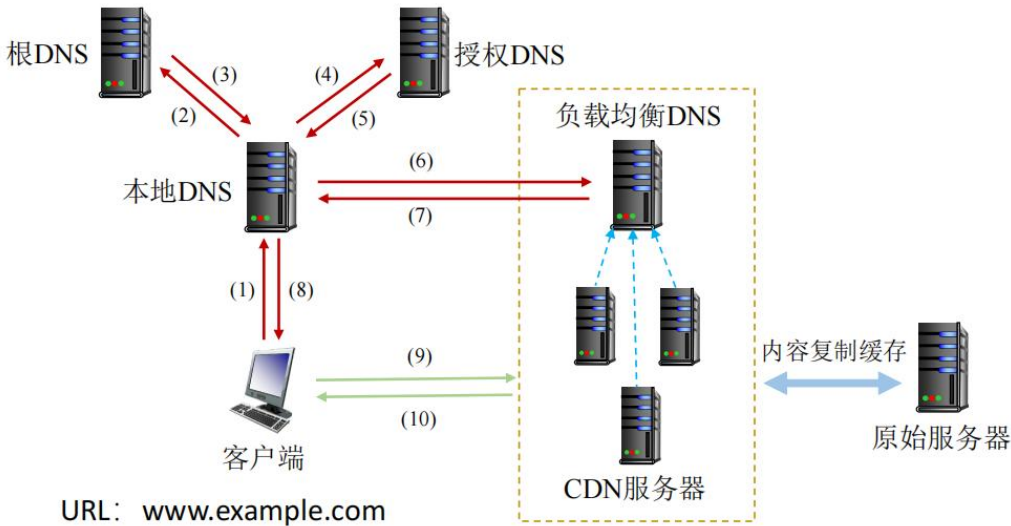 根DNS
(3)
(2)
(4)
(5)
授权DNS
负载均衡DNS
本地DNS
(6)
(7)
(1)
(8)
(9)
(10)
内容复制缓存
客户端
CDN服务器
原始服务器
URL: www.example.com